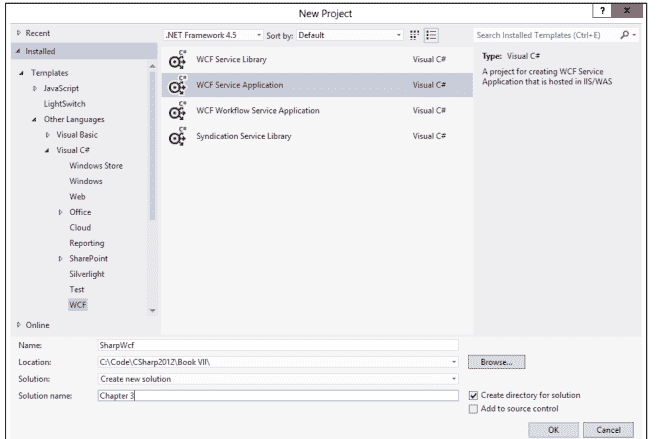 New Project
? x
Recent
Installed
Templates
JavaScript
LightSwitch
Other Languages
Visual Basic
Visual C#
Windows Store
Windows
Web
Office
Cloud
Reporting
SharePoint
Silverlight
Test
WCF
Online
.NET Framework 4.5 Sort by: Default
C# WCF Service Library Visual C#
C# WCF Service Application Visual C#
C# WCF Workflow Service Application Visual C#
C# Syndication Service Library Visual C#
Search Installed Templates (Ctrl+E)
Type: Visual C#
A project for creating WCF Service
Application that is hosted in IIS/WAS
Name: SharpWcf
Location: C:\Code\CSharp2012\Book VII\ Browse...
Solution: Create new solution
Solution name: Chapter 3
Create directory for solution
Add to source control
OK Cancel